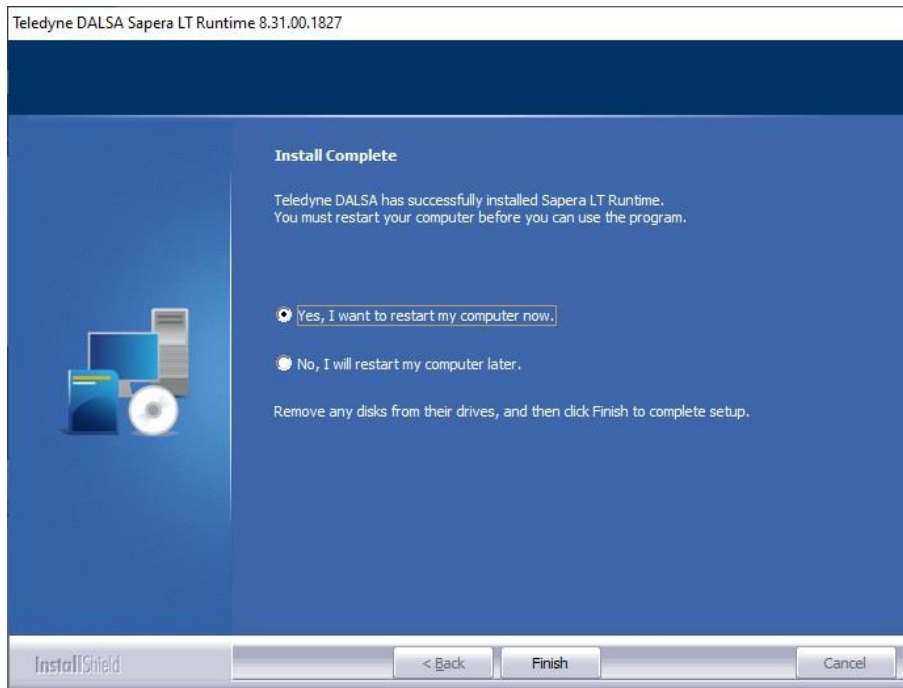 Teledyne DALSA Sapera LT Runtime 8.31.00.1827
Install Complete
Teledyne DALSA has successfully installed Sapera LT Runtime.
You must restart your computer before you can use the program.
Yes, I want to restart my computer now.
No, I will restart my computer later.
Remove any disks from their drives, and then click Finish to complete setup.
InstallShield
< Back Finish Cancel